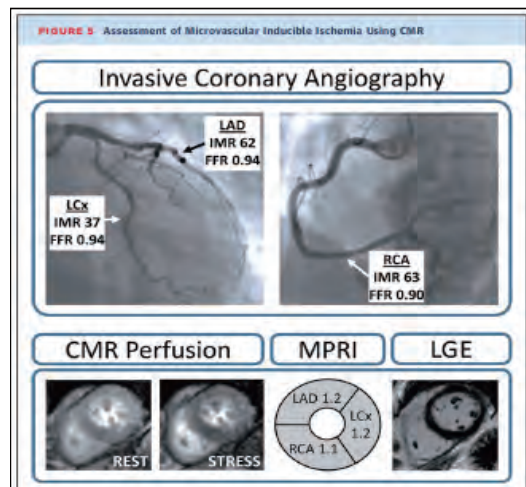 FIGURE 5 Assessment of Microvascular Inducible Ischemia Using CMR
Invasive Coronary Angiography
LAD
IMR 62
FFR 0.94
LCx
IMR 37
FFR 0.94
RCA
IMR 63
FFR 0.90
CMR Perfusion
MPRI
LGE
REST
STRESS
LAD 1.2
LCx
1.2
RCA 1.1